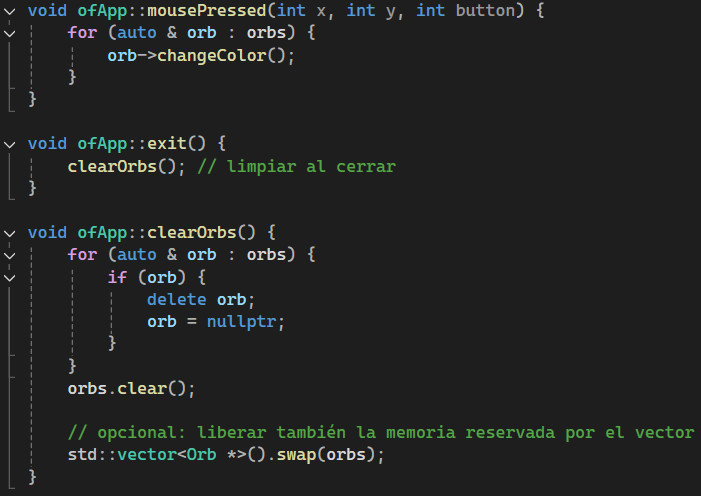 void ofApp::mousePressed(int x, int y, int button) {
    for (auto & orb : orbs) {
        orb->changeColor();
    }
}

void ofApp::exit() {
    clearOrbs(); // limpiar al cerrar
}

void ofApp::clearOrbs() {
    for (auto & orb : orbs) {
        if (orb) {
            delete orb;
            orb = nullptr;
        }
    }
    orbs.clear();

    // opcional: liberar también la memoria reservada por el vector
    std::vector<Orb *>().swap(orbs);
}